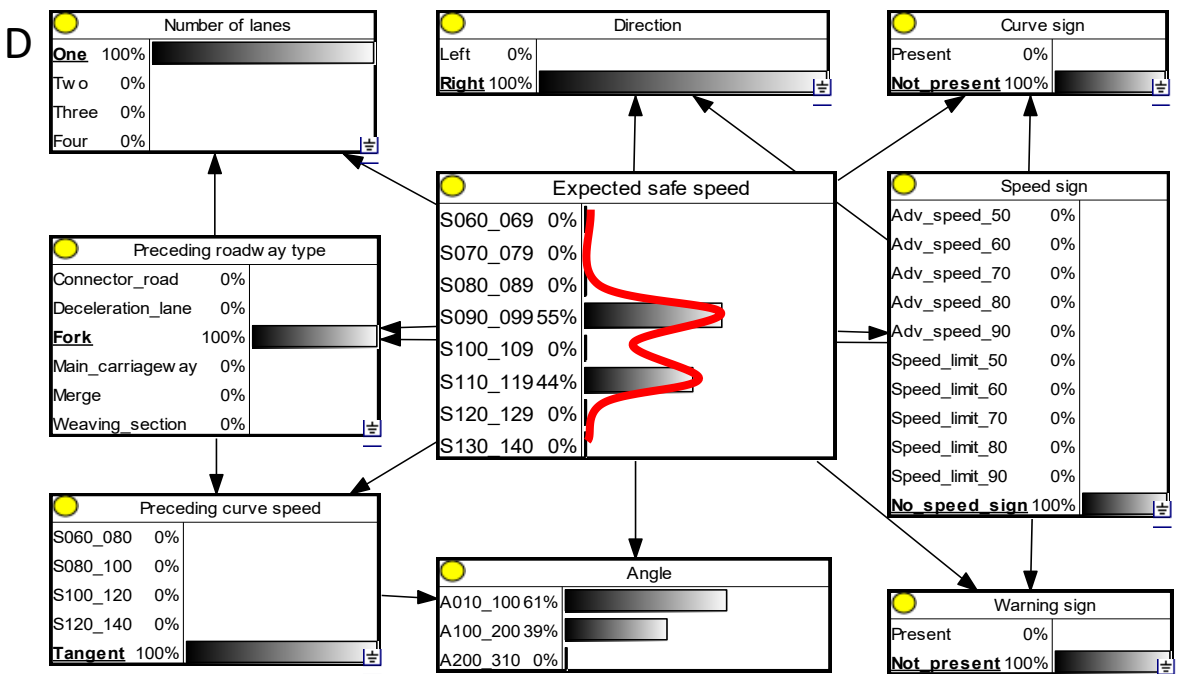 D
Number of lanes
One 100%
Two 0%
Three 0%
Four 0%
Direction
Left 0%
Right 100%
Curve sign
Present 0%
Not_present 100%
Preceding roadway type
Connector_road 0%
Deceleration_lane 0%
Fork 100%
Main_carriageway 0%
Merge 0%
Weaving_section 0%
Expected safe speed
S060_069 0%
S070_079 0%
S080_089 0%
S090_099 55%
S100_109 0%
S110_119 44%
S120_129 0%
S130_140 0%
Speed sign
Adv_speed_50 0%
Adv_speed_60 0%
Adv_speed_70 0%
Adv_speed_80 0%
Adv_speed_90 0%
Speed_limit_50 0%
Speed_limit_60 0%
Speed_limit_70 0%
Speed_limit_80 0%
Speed_limit_90 0%
No_speed_sign 100%
Preceding curve speed
S060_080 0%
S080_100 0%
S100_120 0%
S120_140 0%
Tangent 100%
Angle
A010_100 61%
A100_200 39%
A200_310 0%
Warning sign
Present 0%
Not_present 100%